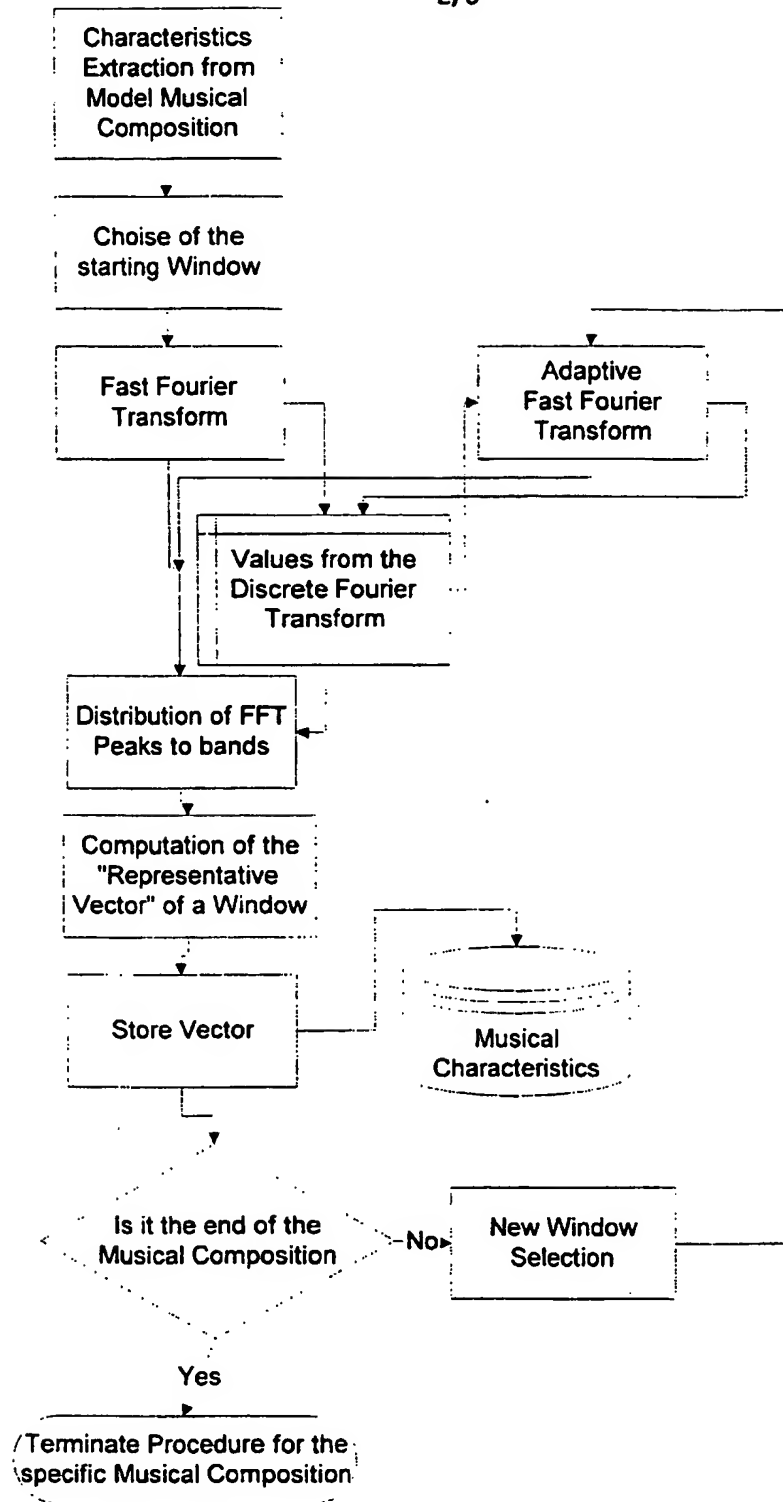 Characteristics
Extraction from
Model Musical
Composition
Choise of the
starting Window
Fast Fourier
Transform
Adaptive
Fast Fourier
Transform
Values from the
Discrete Fourier
Transform
Distribution of FFT
Peaks to bands
Computation of the
"Representative
Vector" of a Window
Store Vector
Musical
Characteristics
Is it the end of the
Musical Composition
No
New Window
Selection
Yes
Terminate Procedure for the
specific Musical Composition